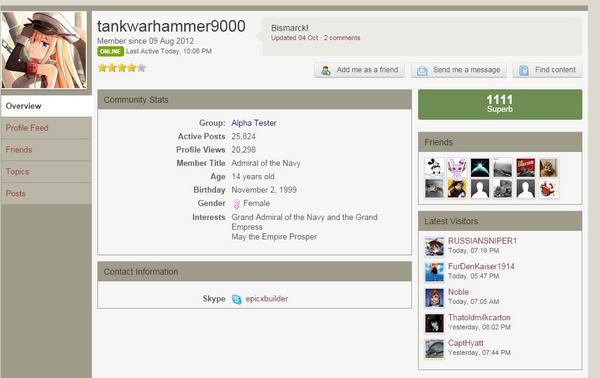 tankwarhammer9000
Member since 09 Aug 2012
ONLINE Last Active Today, 10:08 PM
Bismarck!
Updated 04 Oct · 2 comments
Add me as a friend
Send me a message
Find content
Overview
Profile Feed
Friends
Topics
Posts
Community Stats
Group: Alpha Tester
Active Posts 25,824
Profile Views 20,298
Member Title Admiral of the Navy
Age 14 years old
Birthday November 2, 1999
Gender Female
Interests Grand Admiral of the Navy and the Grand
Empress
May the Empire Prosper
Contact Information
Skype epicxbuilder
1111
Superb
Friends
Latest Visitors
RUSSIANSNIPER1
Today, 07:19 PM
FurDenKaiser1914
Today, 05:47 PM
Noble
Today, 07:05 AM
Thatoldmilkcarton
Yesterday, 08:02 PM
CaptHyatt
Yesterday, 07:44 PM